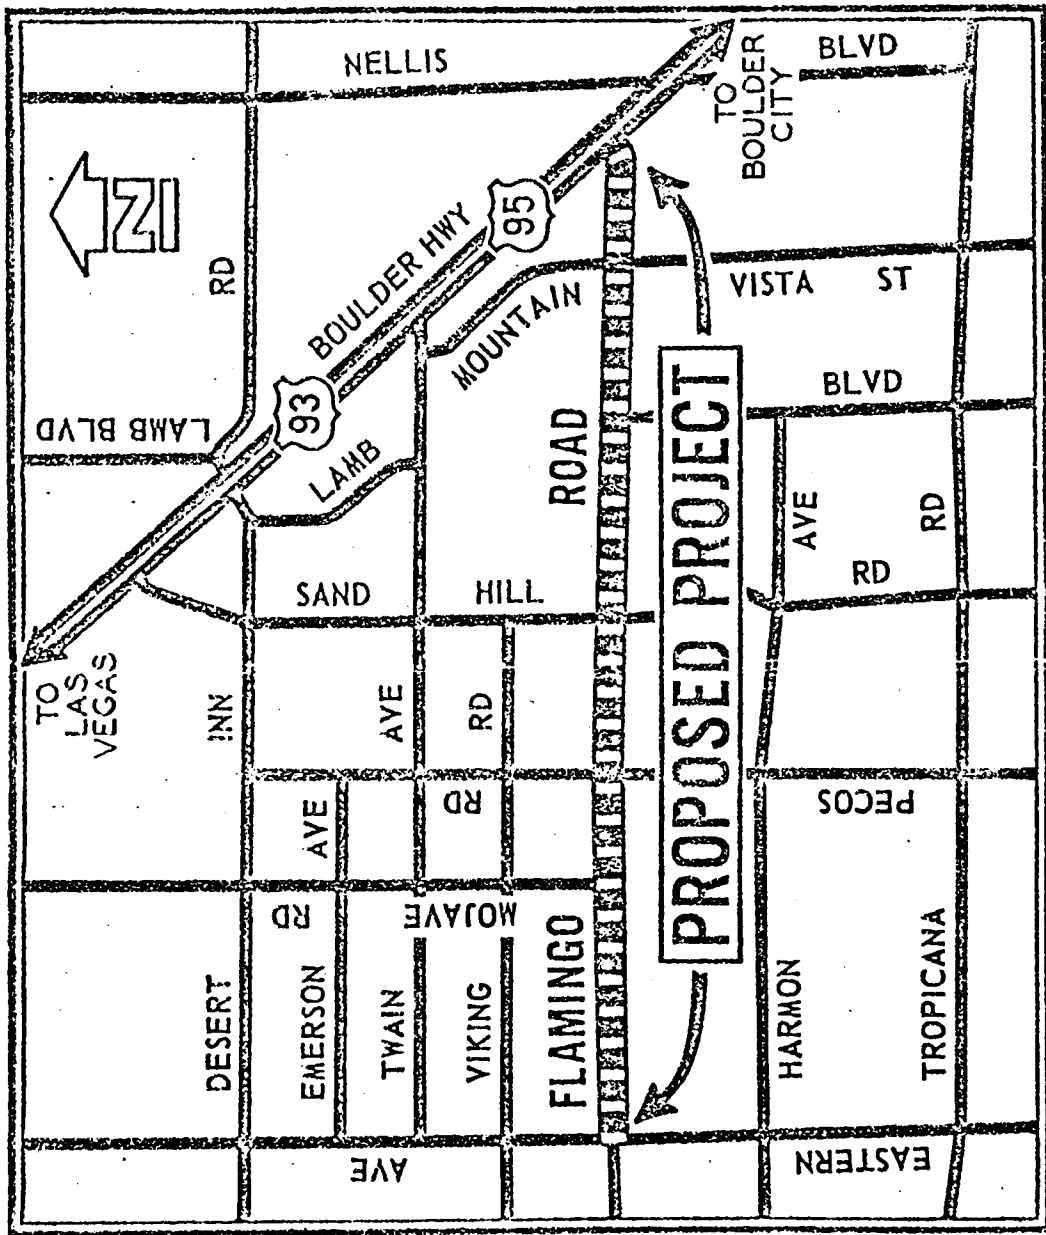 NELLIS BLVD
N
TO
BOULDER
CITY
BOULDER HWY
95
93
MOUNTAIN VISTA ST
LAMB BLVD
LAMB BLVD
SAND HILL RD
TO
LAS
VEGAS
DESERT INN RD
EMERSON AVE
TWAIN AVE
VIKING RD
FLAMINGO ROAD
PROPOSED PROJECT
HARMON AVE
TROPICANA RD
PECOS RD
MOJAVE RD
EASTERN AVE